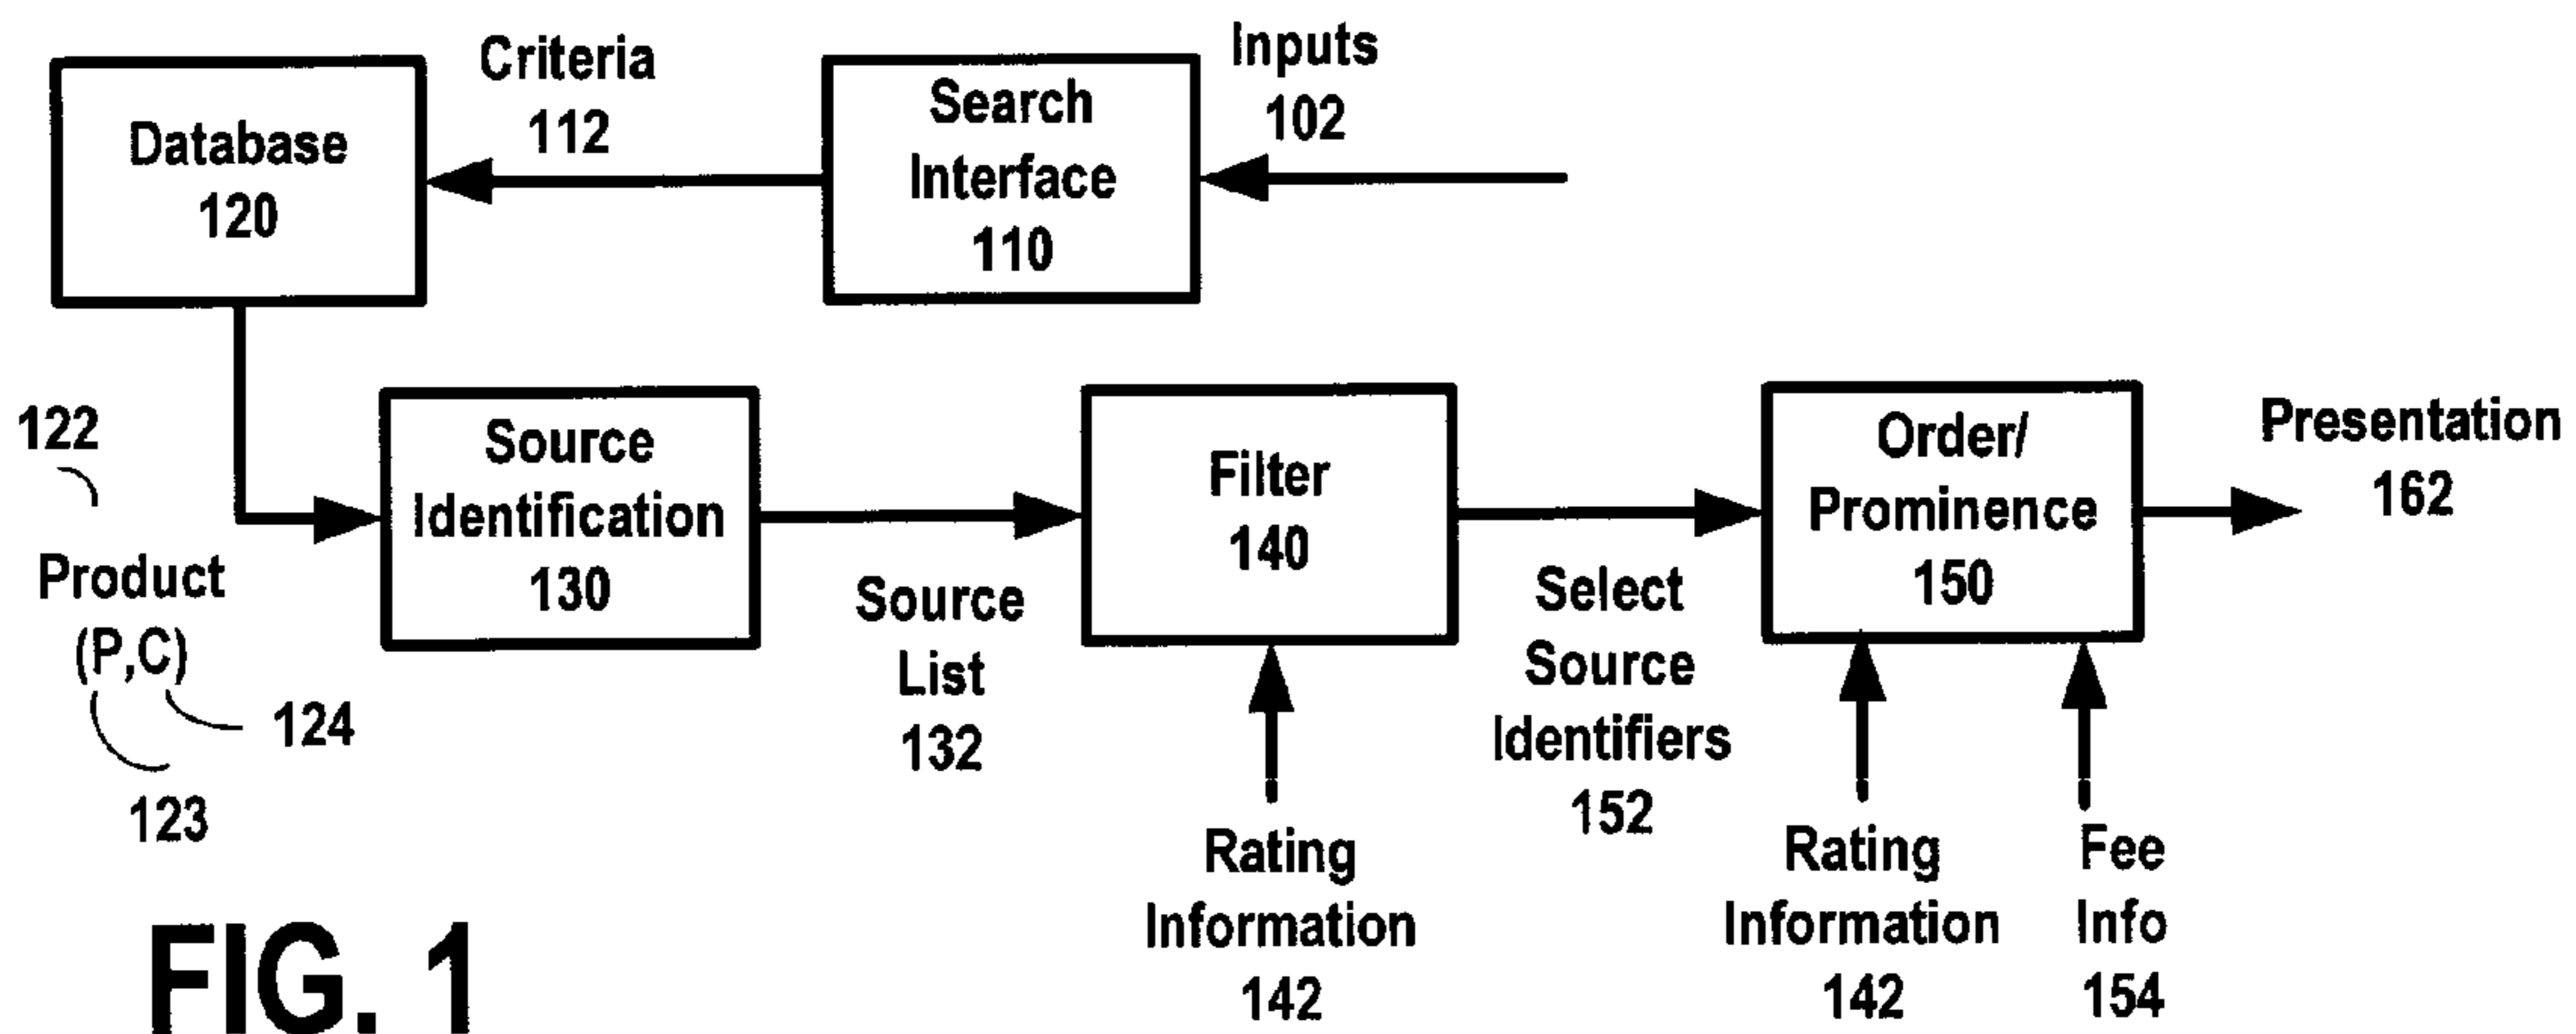 Database
120
Criteria
112
Search
Interface
110
Inputs
102
122
Product
(P,C)
124
123
Source
Identification
130
Source
List
132
Filter
140
Rating
Information
142
Select
Source
Identifiers
152
Order/
Prominence
150
Rating
Information
142
Fee
Info
154
Presentation
162
FIG. 1